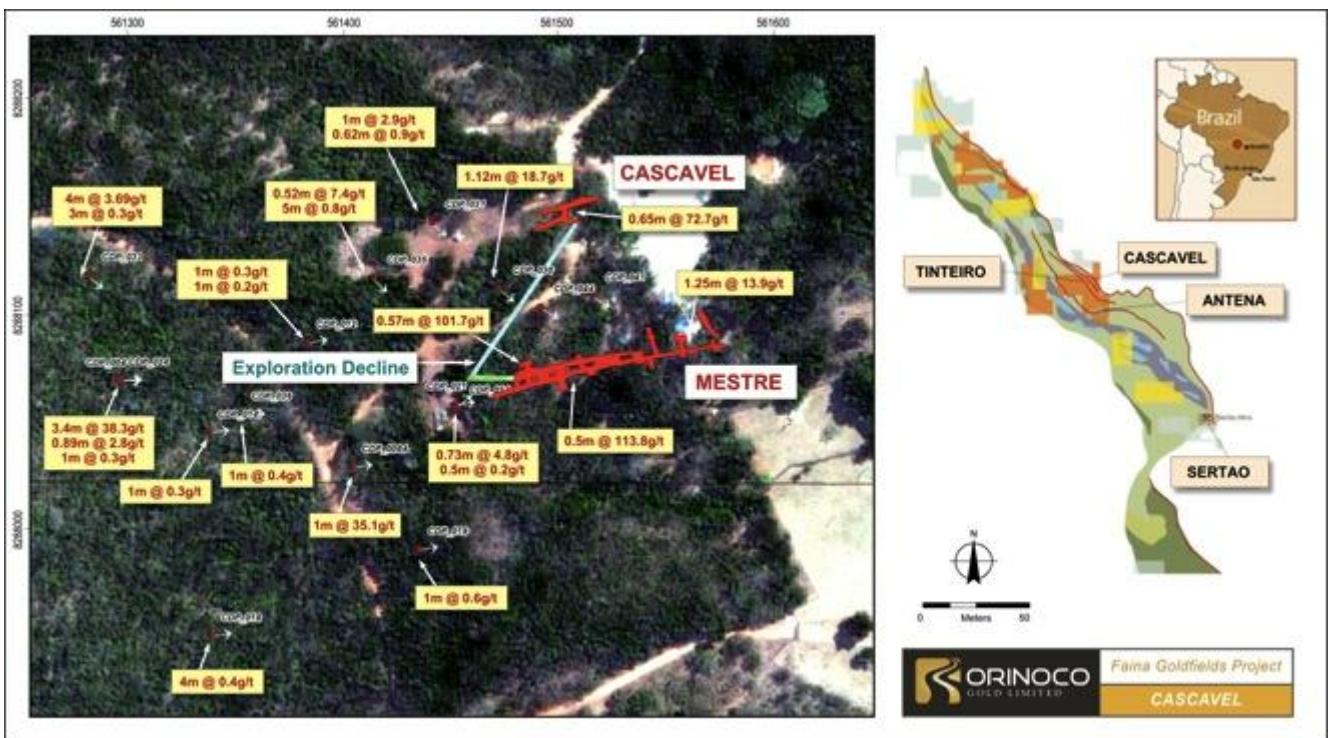 561300
561400
561500
561600
8288200
8288100
8288000
1m @ 2.9g/t
0.62m @ 0.9g/t
1.12m @ 18.7g/t
CASCAVEL
4m @ 3.69g/t
3m @ 0.3g/t
0.52m @ 7.4g/t
5m @ 0.8g/t
0.65m @ 72.7g/t
1m @ 0.3g/t
1m @ 0.2g/t
1.25m @ 13.9g/t
0.57m @ 101.7g/t
Exploration Decline
MESTRE
3.4m @ 38.3g/t
0.89m @ 2.8g/t
1m @ 0.3g/t
0.73m @ 4.8g/t
0.5m @ 0.2g/t
0.5m @ 113.8g/t
1m @ 0.4g/t
1m @ 0.3g/t
1m @ 35.1g/t
CDP_019
1m @ 0.6g/t
CDP_018
4m @ 0.4g/t
Brazil
TINTEIRO
CASCAVEL
ANTENA
SERTAO
N
0 Meters 50
ORINOCO
GOLD LIMITED
Faina Goldfields Project
CASCAVEL